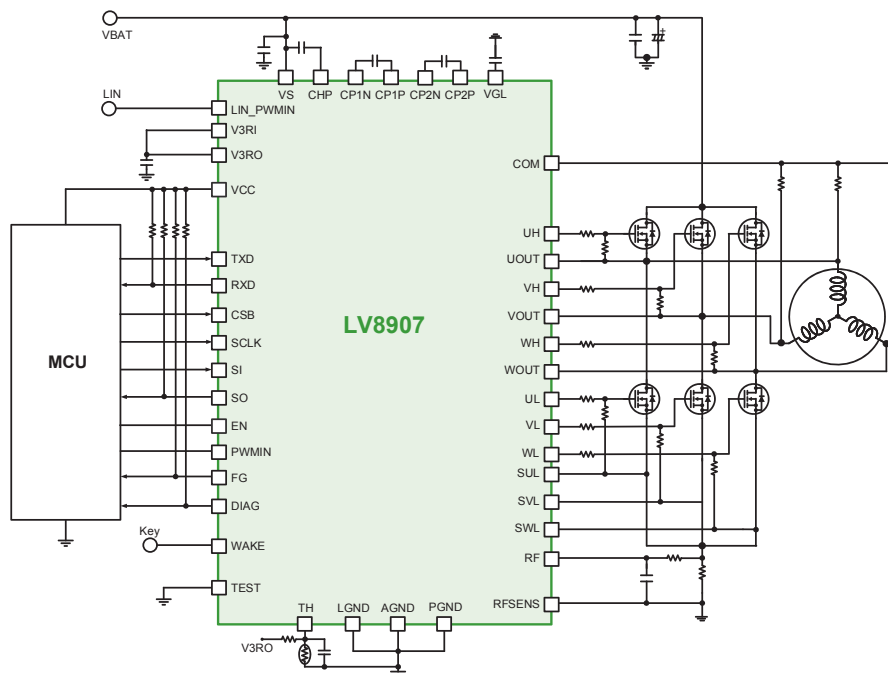 VBAT
LIN
VS
CHP
CP1N
CP1P
CP2N
CP2P
VGL
LIN_PWMIN
V3RI
V3RO
VCC
TXD
RXD
CSB
SCLK
SI
SO
EN
PWMIN
FG
DIAG
WAKE
TEST
MCU
Key
LV8907
COM
UH
UOUT
VH
VOUT
WH
WOUT
UL
VL
WL
SUL
SVL
SWL
RF
RFSENS
TH
LGND
AGND
PGND
V3RO
+